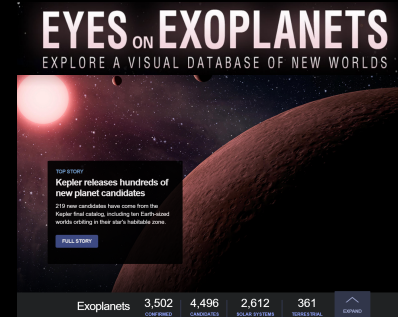 EYES ON EXOPLANETS
EXPLORE A VISUAL DATABASE OF NEW WORLDS
TOP STORY
Kepler releases hundreds of
new planet candidates
219 new candidates have come from the
Kepler final catalog, including ten Earth-sized
worlds orbiting in their star's habitable zone.
FULL STORY
Exoplanets 3,502 4,496 2,612 361
CONFIRMED CANDIDATES SOLAR SYSTEMS TERRESTRIAL EXPAND